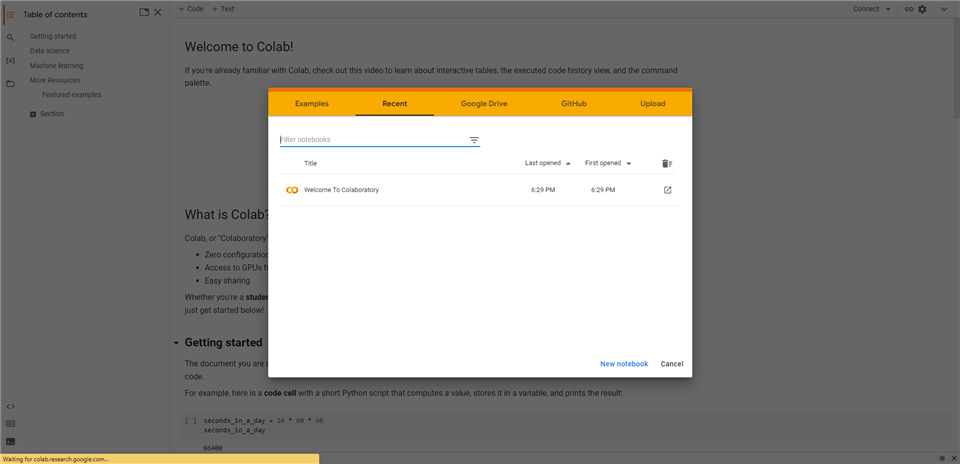 Table of contents
Getting started
Data science
Machine learning
More Resources
Featured examples
Section
+ Code + Text
Connect
Welcome to Colab!
If you're already familiar with Colab, check out this video to learn about interactive tables, the executed code history view, and the command
palette.
Examples Recent Google Drive GitHub Upload
Filter notebooks
Title Last opened First opened
Welcome To Colaboratory 6:29 PM 6:29 PM
New notebook Cancel
What is Colab?
Colab, or "Colaboratory"
• Zero configuration
• Access to GPUs
• Easy sharing
Whether you're a
just get started below!
Getting started
The document you are
code.
For example, here is a code cell with a short Python script that computes a value, stores it in a variable, and prints the result:
[ ] seconds_in_a_day = 24 * 60 * 60
seconds_in_a_day
86400
Waiting for colab.research.google.com...